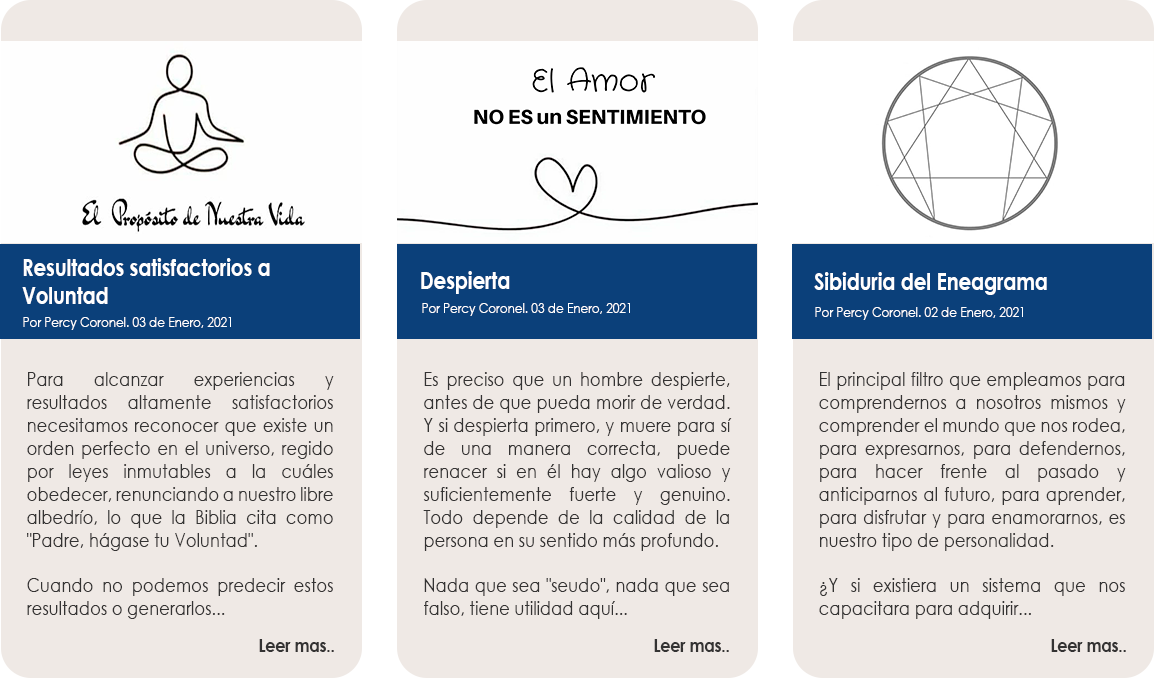 El Propósito de Nuestra Vida
Resultados satisfactorios a
Voluntad
Por Percy Coronel. 03 de Enero, 2021
Para alcanzar experiencias y
resultados altamente satisfactorios
necesitamos reconocer que existe un
orden perfecto en el universo, regido
por leyes inmutables a la cuáles
obedecer, renunciando a nuestro libre
albedrío, lo que la Biblia cita como
"Padre, hágase tu Voluntad".
Cuando no podemos predecir estos
resultados o generarlos...
Leer mas..
El Amor
NO ES un SENTIMIENTO
Despierta
Por Percy Coronel. 03 de Enero, 2021
Es preciso que un hombre despierte,
antes de que pueda morir de verdad.
Y si despierta primero, y muere para sí
de una manera correcta, puede
renacer si en él hay algo valioso y
suficientemente fuerte y genuino.
Todo depende de la calidad de la
persona en su sentido más profundo.
Nada que sea "seudo", nada que sea
falso, tiene utilidad aquí...
Leer mas..
Sibiduria del Eneagrama
Por Percy Coronel. 02 de Enero, 2021
El principal filtro que empleamos para
comprendernos a nosotros mismos y
comprender el mundo que nos rodea,
para expresarnos, para defendernos,
para hacer frente al pasado y
anticiparnos al futuro, para aprender,
para disfrutar y para enamorarnos, es
nuestro tipo de personalidad.
¿Y si existiera un sistema que nos
capacitara para adquirir...
Leer mas..